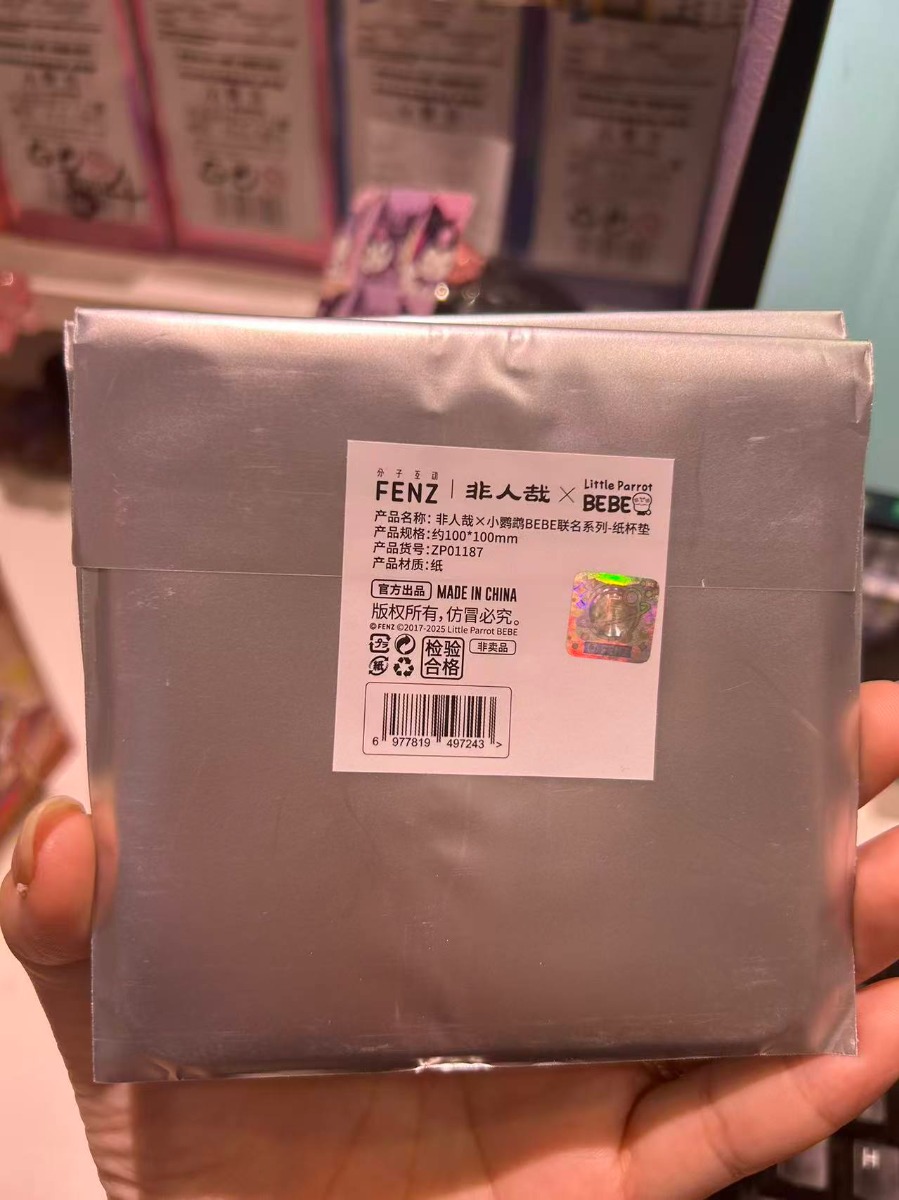 分子互动
FENZ | 非人哉 × Little Parrot BEBE
产品名称：非人哉×小鹦鹉BEBE联名系列-纸杯垫
产品规格：约100*100mm
产品货号：ZP01187
产品材质：纸
官方出品 MADE IN CHINA
版权所有，仿冒必究。
©FENZ ©2017-2025 Little Parrot BEBE
紙 检验合格 非卖品
6 977819 497243 >
H